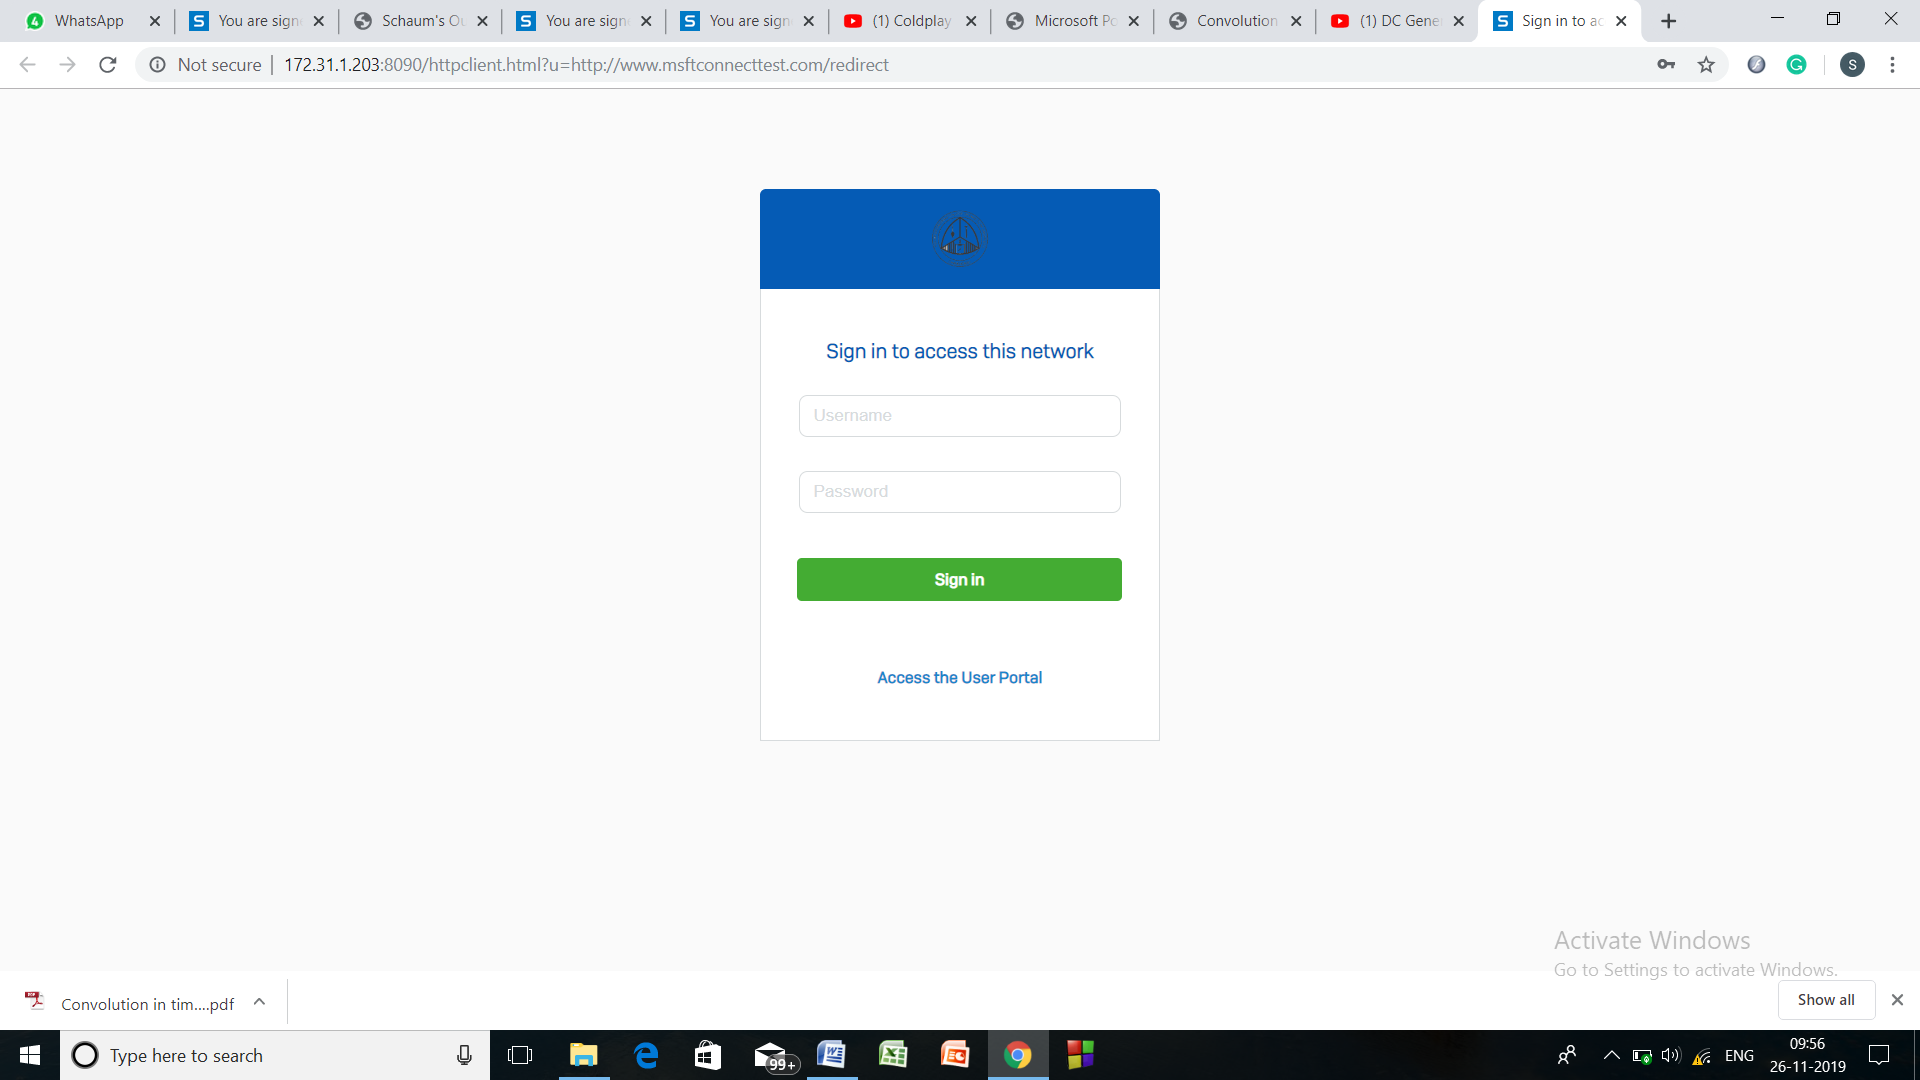 WhatsApp
You are sign
Schaum's Ou
You are sign
You are sign
(1) Coldplay
Microsoft Po
Convolution
(1) DC Gene
Sign in to ac
Not secure
172.31.1.203:8090/httpclient.html?u=http://www.msftconnecttest.com/redirect
S
Sign in to access this network
Username
Password
Sign in
Access the User Portal
Activate Windows
Go to Settings to activate Windows.
Convolution in tim....pdf
Show all
Type here to search
99+
ENG
09:56
26-11-2019